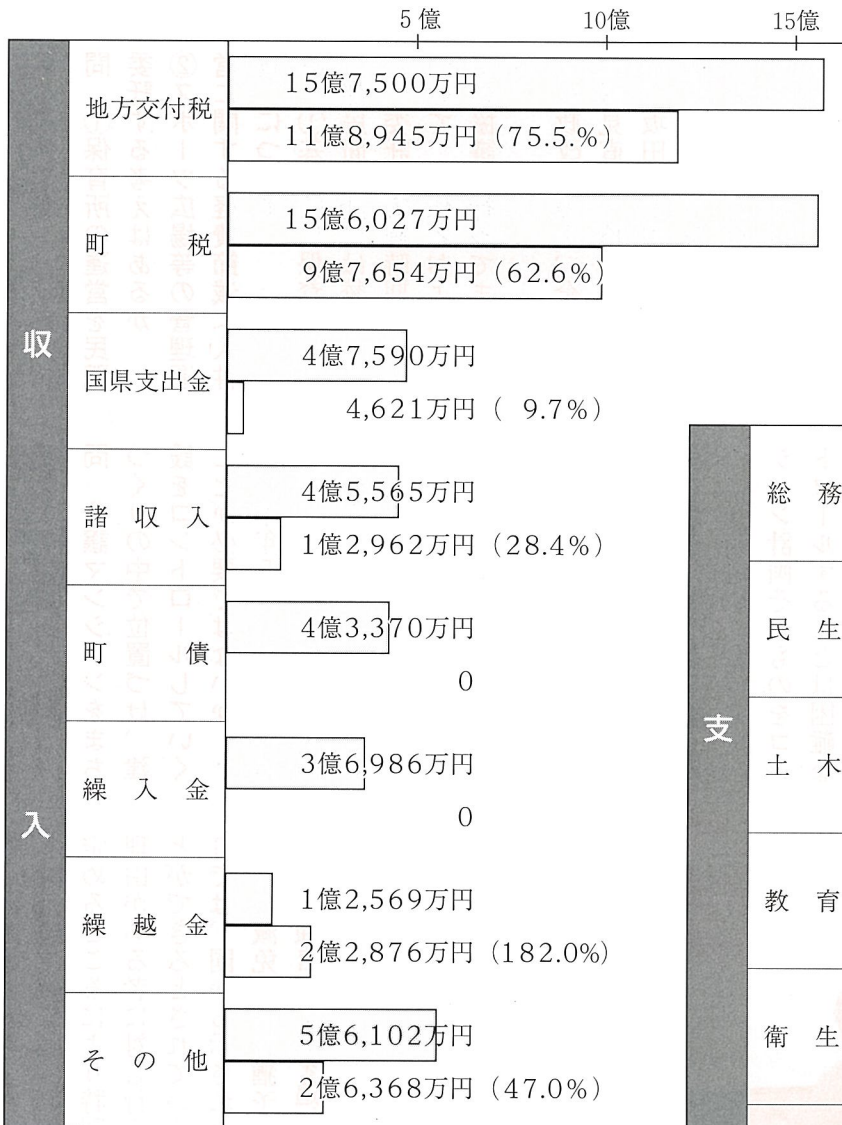 5億 10億 15億
収入
地方交付税
15億7,500万円
11億8,945万円 (75.5.%)
町税
15億6,027万円
9億7,654万円 (62.6%)
国県支出金
4億7,590万円
4,621万円 ( 9.7%)
諸収入
4億5,565万円
1億2,962万円 (28.4%)
町債
4億3,370万円
0
繰入金
3億6,986万円
0
繰越金
1億2,569万円
2億2,876万円 (182.0%)
その他
5億6,102万円
2億6,368万円 (47.0%)
支
総務
民生
土木
教育
衛生